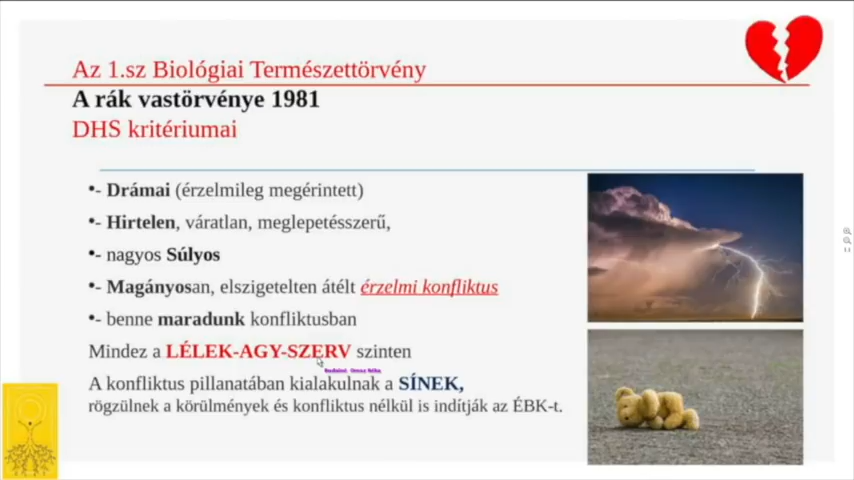 Az 1.sz Biológiai Természettörvény
A rák vastörvénye 1981
DHS kritériumai
•- Drámai (érzelmileg megérintett)
•- Hirtelen, váratlan, meglepetésszerű,
•- nagyos Súlyos
•- Magányosan, elszigetelten átélt érzelmi konfliktus
•- benne maradunk konfliktusban
Mindez a LÉLEK-AGY-SZERV szinten
A konfliktus pillanatában kialakulnak a SÍNEK,
rögzülnek a körülmények és konfliktus nélkül is indítják az ÉBK-t.